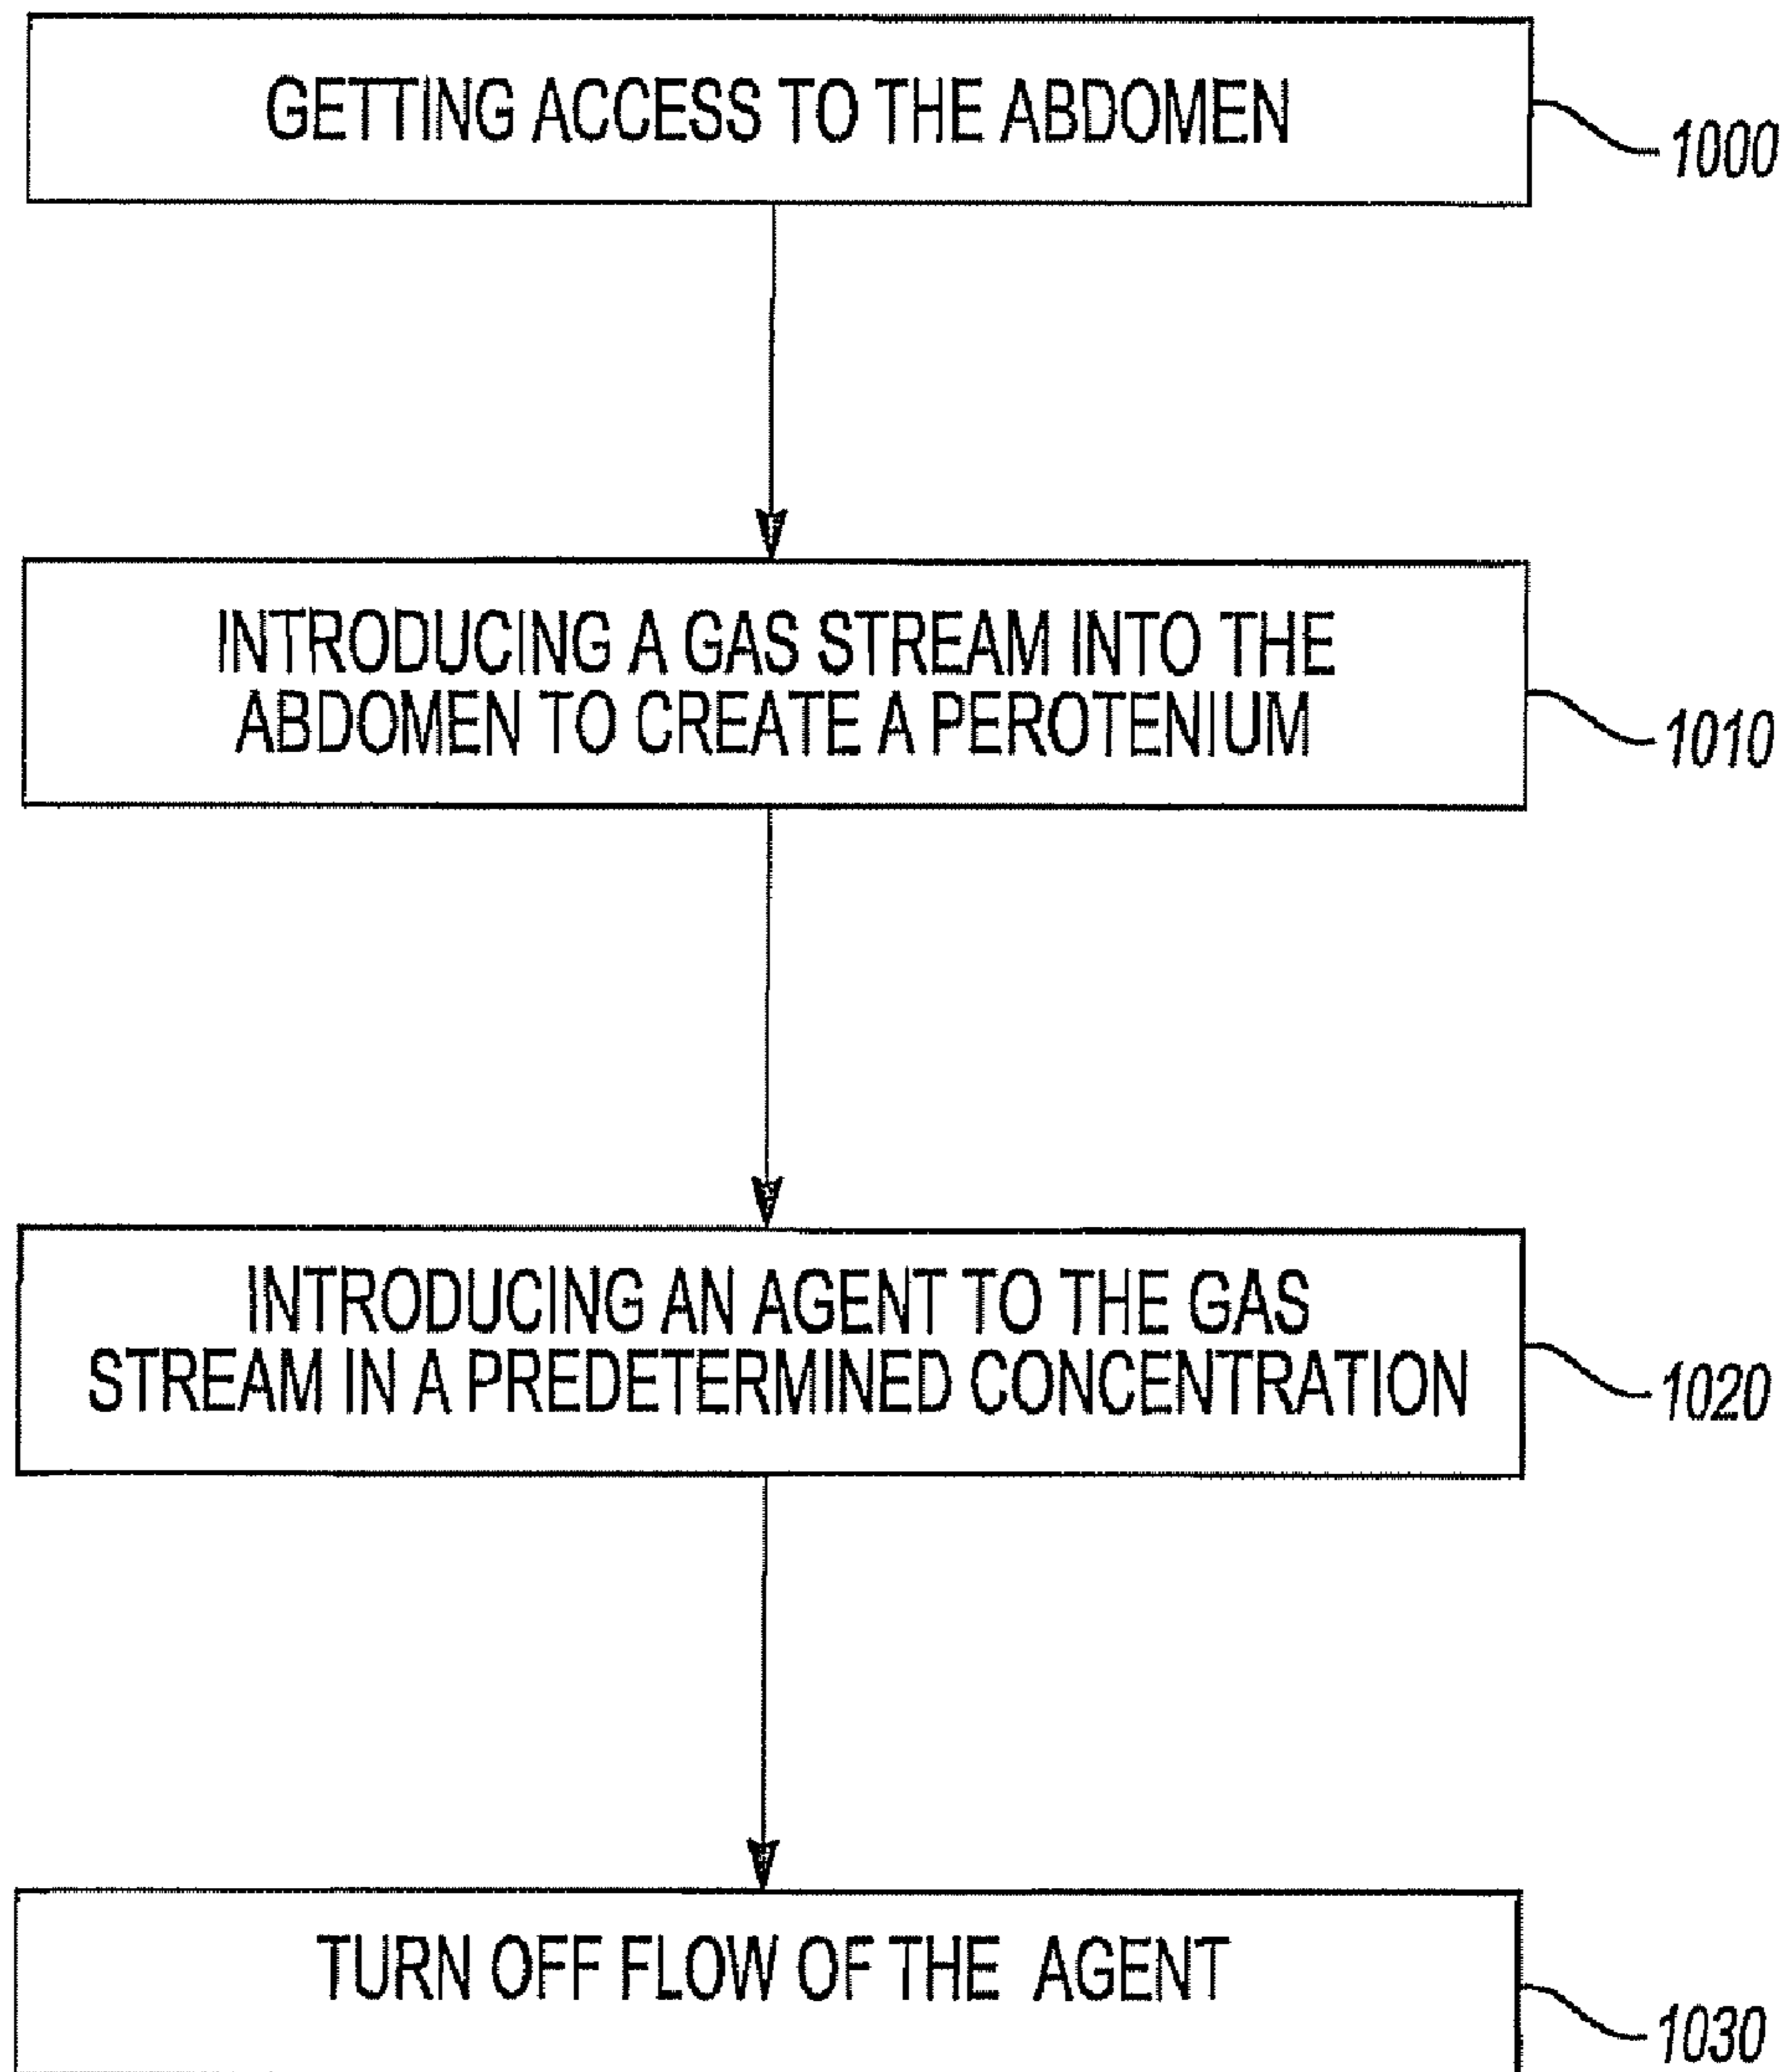 GETTING ACCESS TO THE ABDOMEN
1000
INTRODUCING A GAS STREAM INTO THE
ABDOMEN TO CREATE A PEROTENIUM
1010
INTRODUCING AN AGENT TO THE GAS
STREAM IN A PREDETERMINED CONCENTRATION
1020
TURN OFF FLOW OF THE AGENT
1030